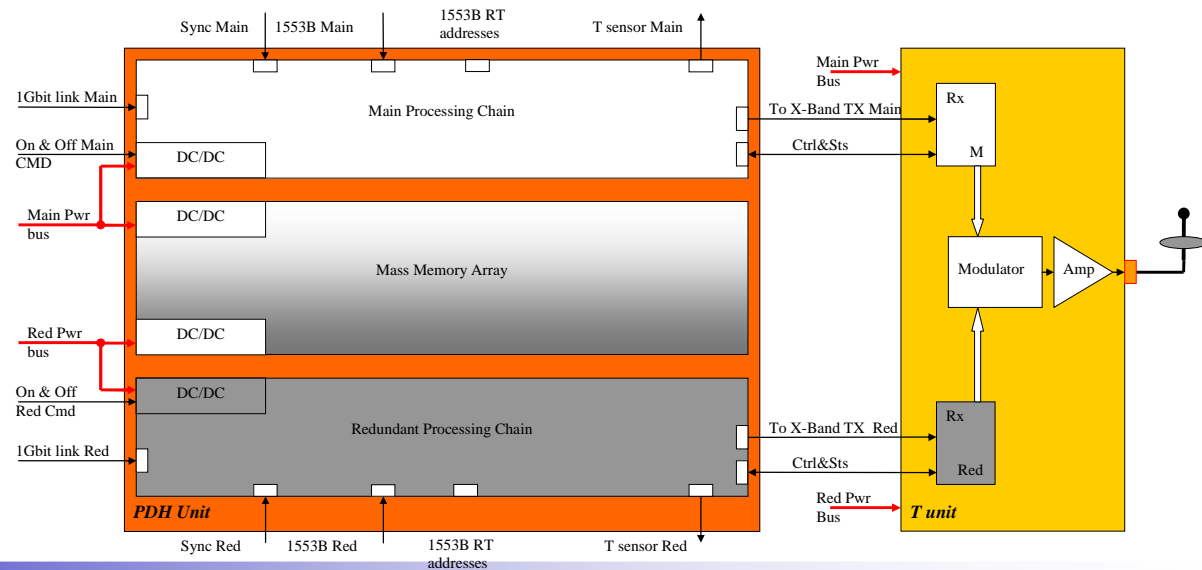 Sync Main
1553B Main
1553B RT
addresses
T sensor Main
1Gbit link Main
On & Off Main
CMD
Main Pwr
bus
Red Pwr
bus
On & Off
Red Cmd
1Gbit link Red
Main Processing Chain
DC/DC
DC/DC
Mass Memory Array
DC/DC
DC/DC
Redundant Processing Chain
PDH Unit
Sync Red
1553B Red
1553B RT
addresses
T sensor Red
Main Pwr
Bus
To X-Band TX Main
Ctrl&Sts
To X-Band TX Red
Ctrl&Sts
Red Pwr
Bus
Rx
M
Modulator
Amp
Rx
Red
T unit